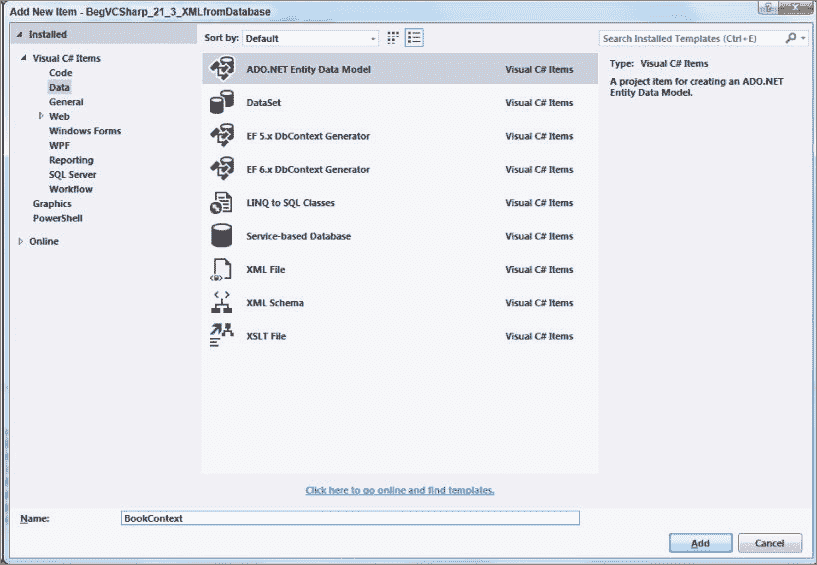 Add New Item - BegVCSharp_21_3_XMLfromDatabase
Installed
Sort by: Default
Search Installed Templates (Ctrl+E)
Visual C# Items
Code
Data
General
Web
Windows Forms
WPF
Reporting
SQL Server
Workflow
Graphics
PowerShell
Online
ADO.NET Entity Data Model Visual C# Items
DataSet Visual C# Items
EF 5.x DbContext Generator Visual C# Items
EF 6.x DbContext Generator Visual C# Items
LINQ to SQL Classes Visual C# Items
Service-based Database Visual C# Items
XML File Visual C# Items
XML Schema Visual C# Items
XSLT File Visual C# Items
Type: Visual C# Items
A project item for creating an ADO.NET
Entity Data Model.
Click here to go online and find templates.
Name: BookContext
Add Cancel